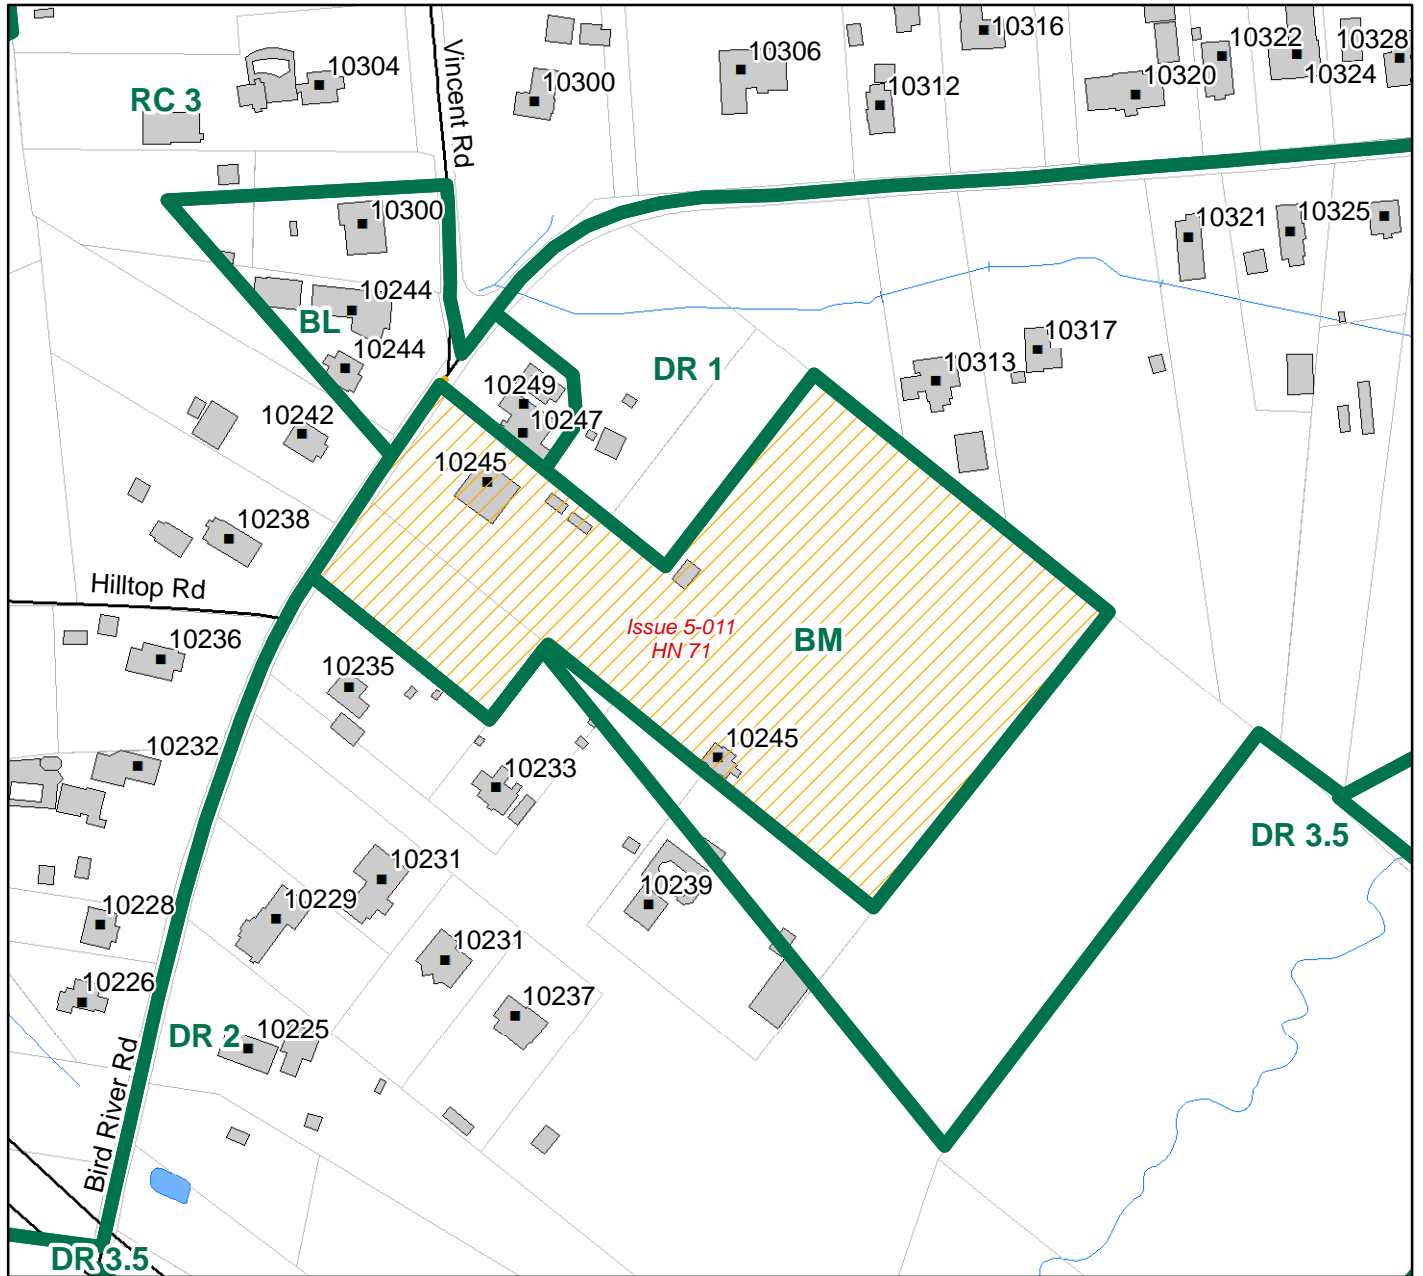 10304
Vincent Rd
10300
10306
10316
10312
10322
10328
10324
10320
RC 3
10300
10321
10325
10244
BL
10244
DR 1
10317
10313
10249
10247
10242
10245
10238
Hilltop Rd
Issue 5-011
HN 71
BM
10236
10235
10232
10245
10233
DR 3.5
10231
10229
10239
10228
10231
10226
10237
DR 2
10225
Bird River Rd
DR 3.5